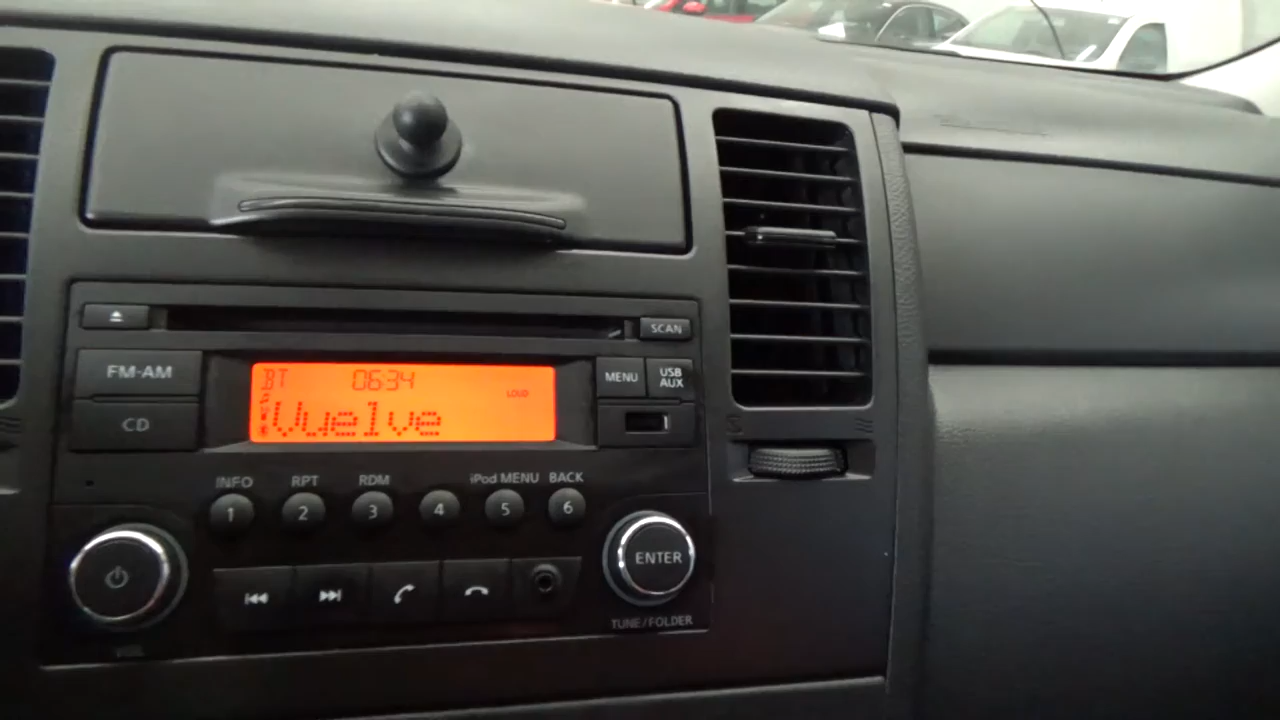 SCAN
FM-AM
CD
BT 0634
LOUD
Vuelve
MENU
USB
AUX
INFO RPT RDM iPod MENU BACK
1 2 3 4 5 6
ENTER
TUNE/FOLDER